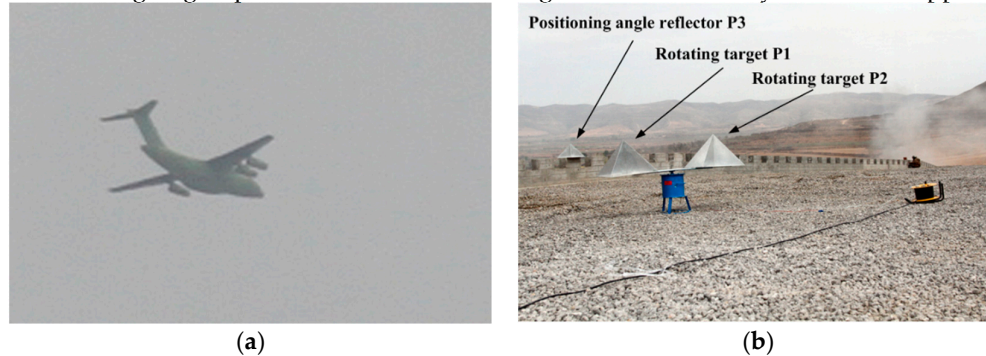 Positioning angle reflector P3
Rotating target P1
Rotating target P2
(a)
(b)